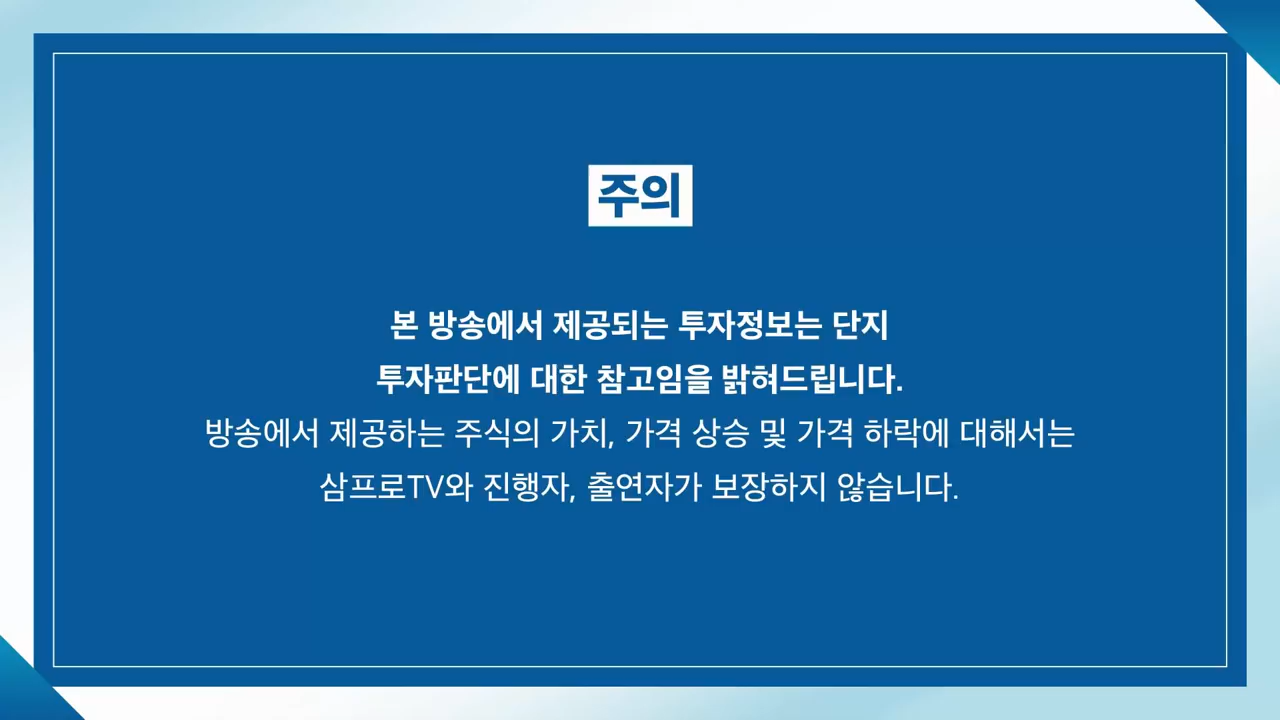 주의
본 방송에서 제공되는 투자정보는 단지
투자판단에 대한 참고임을 밝혀드립니다.
방송에서 제공하는 주식의 가치, 가격 상승 및 가격 하락에 대해서는
삼프로TV와 진행자, 출연자가 보장하지 않습니다.